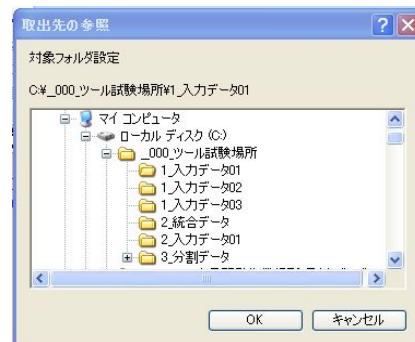 取出先の参照
対象フォルダ設定
C:¥_000_ツール試験場所¥1_入力データ01
マイ コンピュータ
ローカル ディスク (C:)
_000_ツール試験場所
1_入力データ01
1_入力データ02
1_入力データ03
2_統合データ
2_入力データ01
3_分割データ
OK
キャンセル